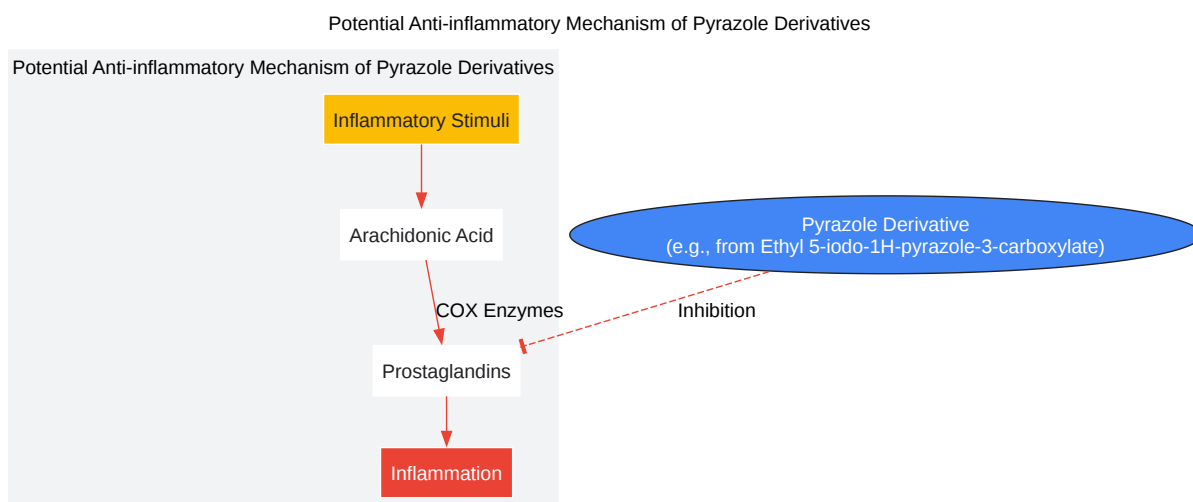 Potential Anti-inflammatory Mechanism of Pyrazole Derivatives
Potential Anti-inflammatory Mechanism of Pyrazole Derivatives
Inflammatory Stimuli
Arachidonic Acid
Pyrazole Derivative
(e.g., from Ethyl 5-iodo-1H-pyrazole-3-carboxylate)
COX Enzymes
Inhibition
Prostaglandins
Inflammation